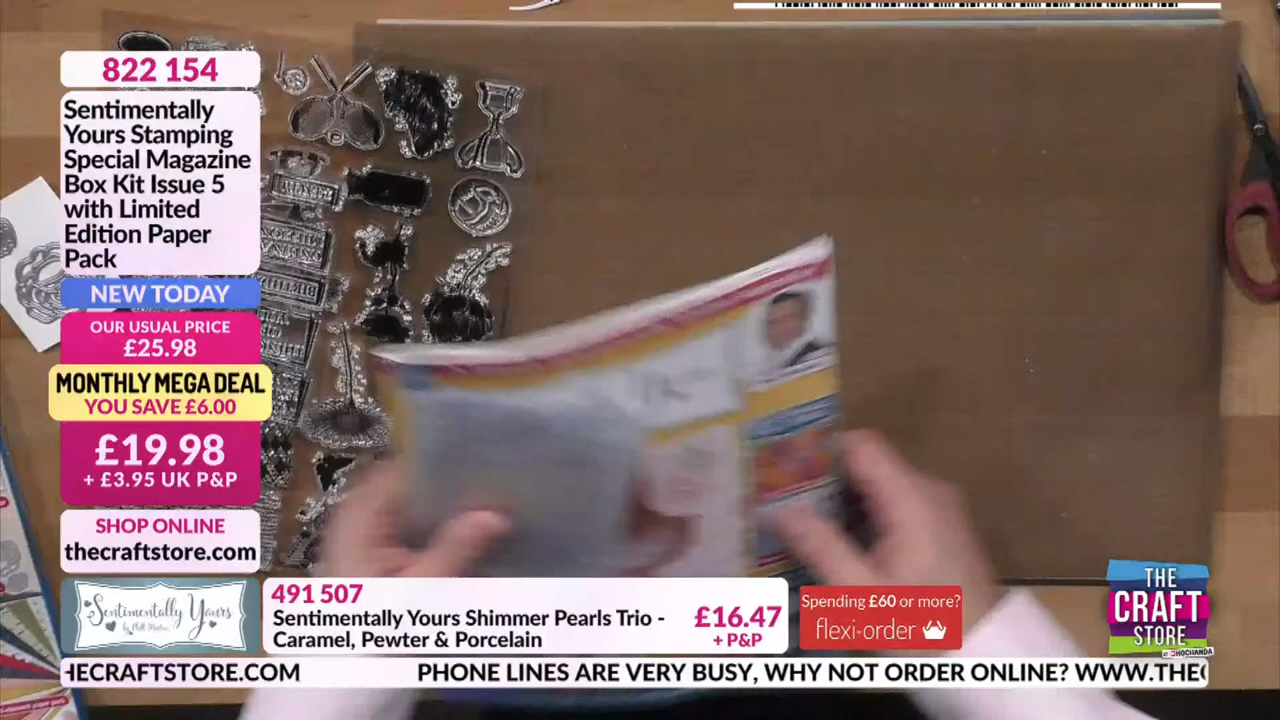 822 154
Sentimentally
Yours Stamping
Special Magazine
Box Kit Issue 5
with Limited
Edition Paper
Pack
NEW TODAY
OUR USUAL PRICE
£25.98
MONTHLY MEGA DEAL
YOU SAVE £6.00
£19.98
+ £3.95 UK P&P
SHOP ONLINE
thecraftstore.com
Sentimentally Yours
491 507
Sentimentally Yours Shimmer Pearls Trio -
Caramel, Pewter & Porcelain
£16.47
+ P&P
Spending £60 or more?
flexi-order
THE
CRAFT
STORE
HOCHANDA
HECRAFTSTORE.COM
PHONE LINES ARE VERY BUSY, WHY NOT ORDER ONLINE? WWW.THE